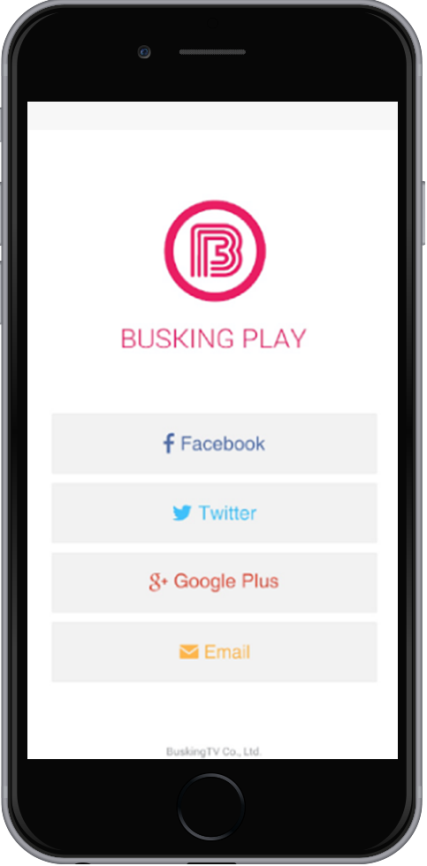 B
BUSKING PLAY
Facebook
Twitter
g+ Google Plus
Email
BuskingTV Co., Ltd.